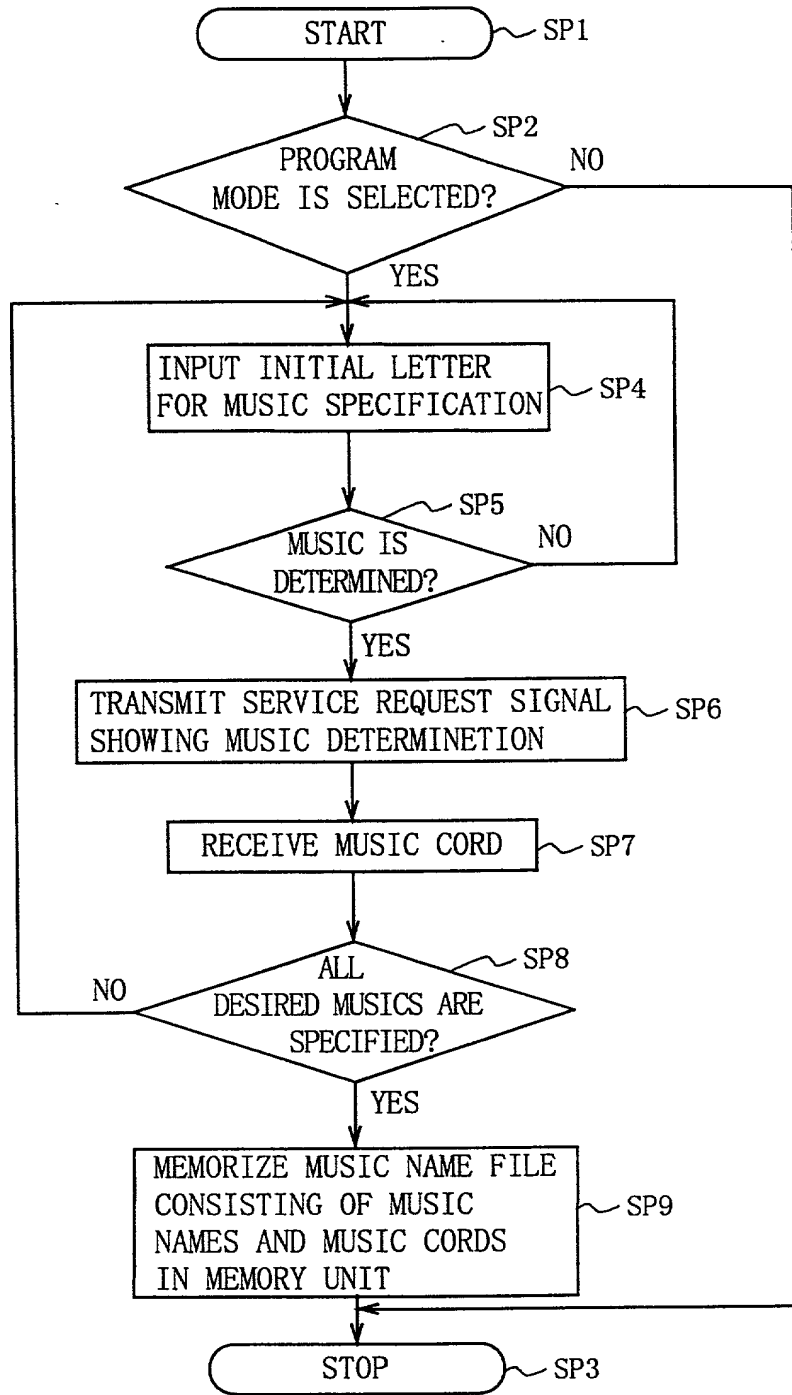 START
SP1
SP2
PROGRAM
MODE IS SELECTED?
NO
YES
INPUT INITIAL LETTER
FOR MUSIC SPECIFICATION
SP4
SP5
MUSIC IS
DETERMINED?
NO
YES
TRANSMIT SERVICE REQUEST SIGNAL
SHOWING MUSIC DETERMINETION
SP6
RECEIVE MUSIC CORD
SP7
SP8
ALL
DESIRED MUSICS ARE
SPECIFIED?
NO
YES
MEMORIZE MUSIC NAME FILE
CONSISTING OF MUSIC
NAMES AND MUSIC CORDS
IN MEMORY UNIT
SP9
STOP
SP3